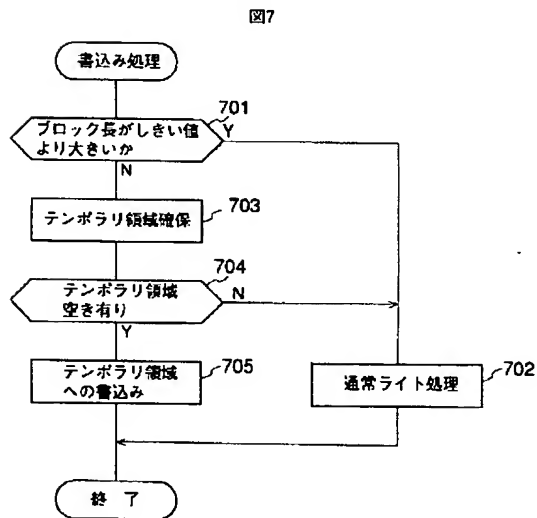 図7
書込み処理
701
ブロック長がしきい値
より大きいか
Y
N
703
テンポラリ領域確保
704
テンポラリ領域
空き有り
N
Y
705
テンポラリ領域
への書込み
通常ライト処理
702
終 了